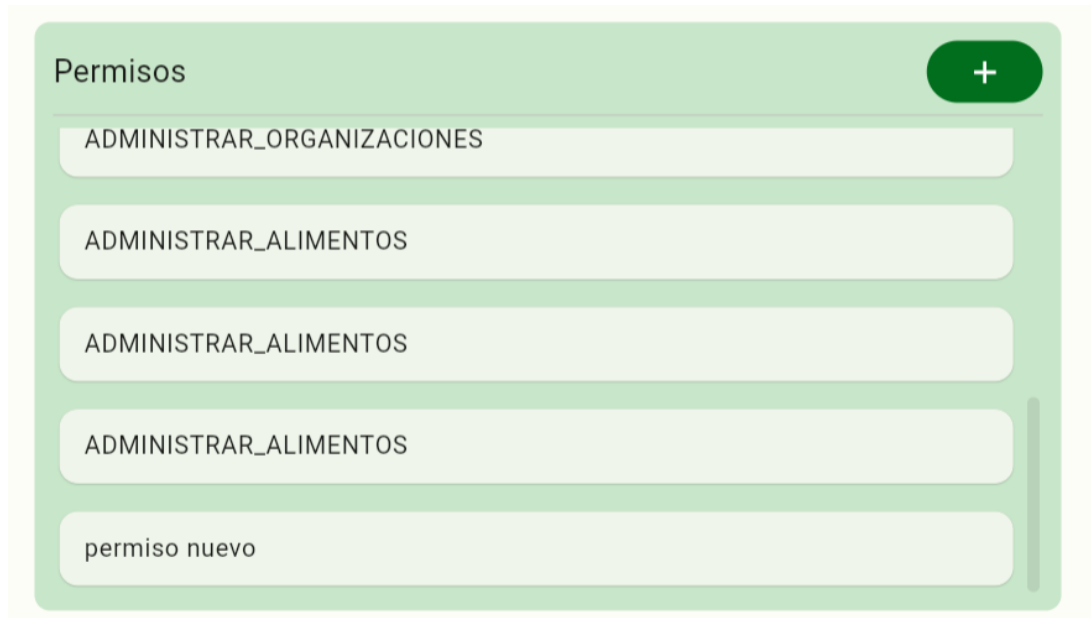 Permisos
+
ADMINISTRAR_ORGANIZACIONES
ADMINISTRAR_ALIMENTOS
ADMINISTRAR_ALIMENTOS
ADMINISTRAR_ALIMENTOS
permiso nuevo